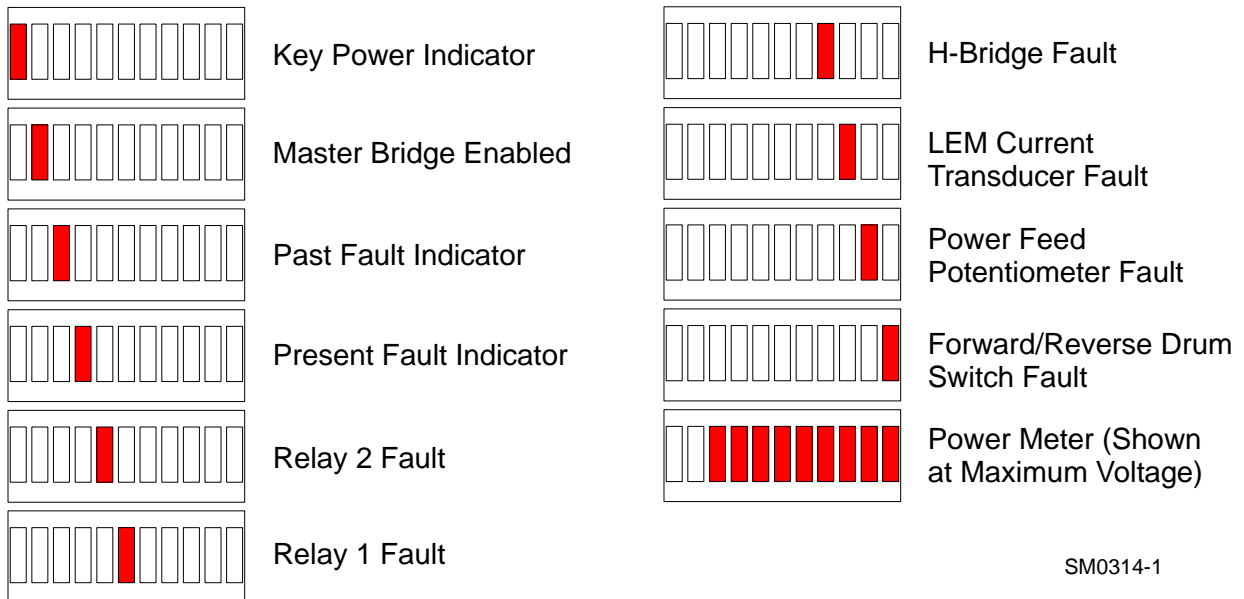 Key Power Indicator
Master Bridge Enabled
Past Fault Indicator
Present Fault Indicator
Relay 2 Fault
Relay 1 Fault
H-Bridge Fault
LEM Current
Transducer Fault
Power Feed
Potentiometer Fault
Forward/Reverse Drum
Switch Fault
Power Meter (Shown
at Maximum Voltage)
SM0314-1